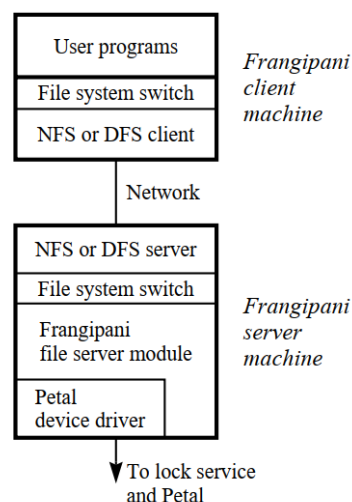 User programs
File system switch
NFS or DFS client
Frangipani
client
machine
Network
NFS or DFS server
File system switch
Frangipani
file server module
Petal
device driver
Frangipani
server
machine
To lock service
and Petal